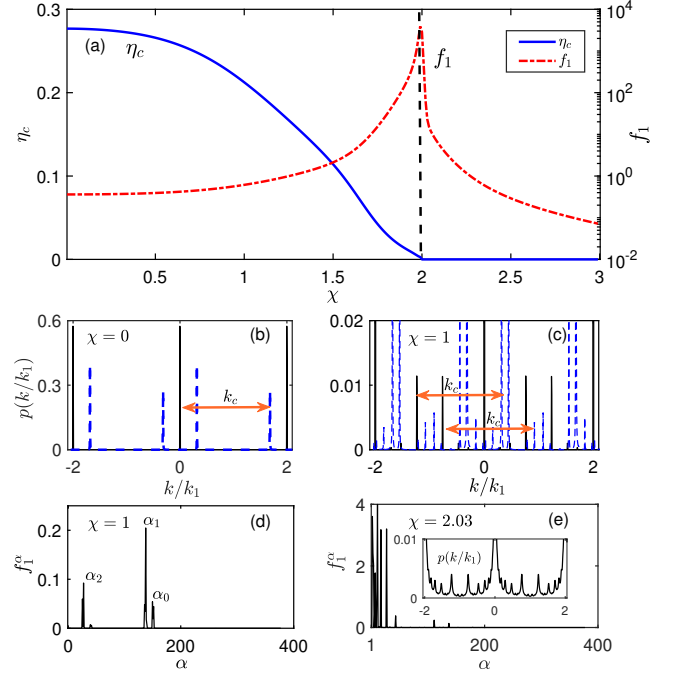 (a)
η_c
f_1
η_c
f_1
0.3
0.2
0.1
0
η_c
10^4
10^2
10^0
10^-2
f_1
0.5
1
1.5
2
2.5
3
χ
(b)
χ = 0
k_c
0.6
0.3
0
p(k/k_1)
-2
0
2
k/k_1
(c)
χ = 1
k_c
k_c
0.02
0.01
0
-2
0
2
k/k_1
(d)
χ = 1
α_1
α_2
α_0
0.2
0.1
0
f_1^α
0
200
400
α
(e)
χ = 2.03
0.01
0
p(k/k_1)
-2
0
2
4
2
0
f_1^α
1
200
400
α